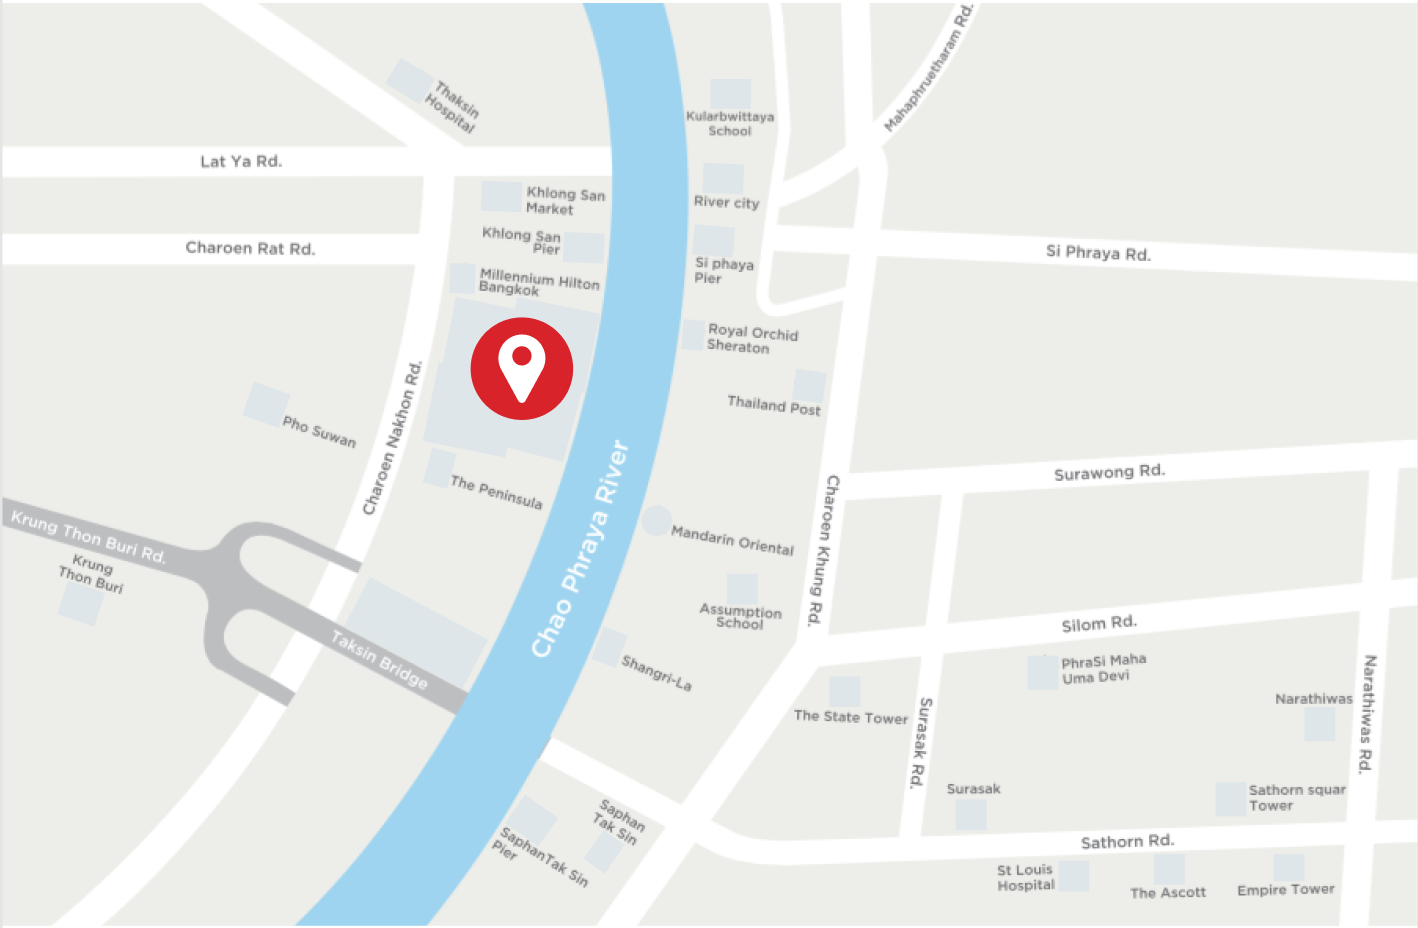 Mahaphruetharam Rd.
Thaksin
Hospital
Kularbwittaya
School
Lat Ya Rd.
Khlong San
Market
River city
Khlong San
Pier
Charoen Rat Rd.
Si Phraya Rd.
Si phaya
Pier
Millennium Hilton
Bangkok
Royal Orchid
Sheraton
Thailand Post
Charoen Nakhon Rd.
Pho Suwan
The Peninsula
Chao Phraya River
Surawong Rd.
Charoen Khung Rd.
Krung Thon Buri Rd.
Krung
Thon Buri
Mandarin Oriental
Assumption
School
Silom Rd.
Taksin Bridge
Shangri-La
PhraSi Maha
Uma Devi
The State Tower
Surasak Rd.
Narathiwas
Narathiwas Rd.
Surasak
Sathorn squar
Tower
Saphan
Tak Sin
SaphanTak Sin
Pier
Sathorn Rd.
St Louis
Hospital
The Ascott
Empire Tower